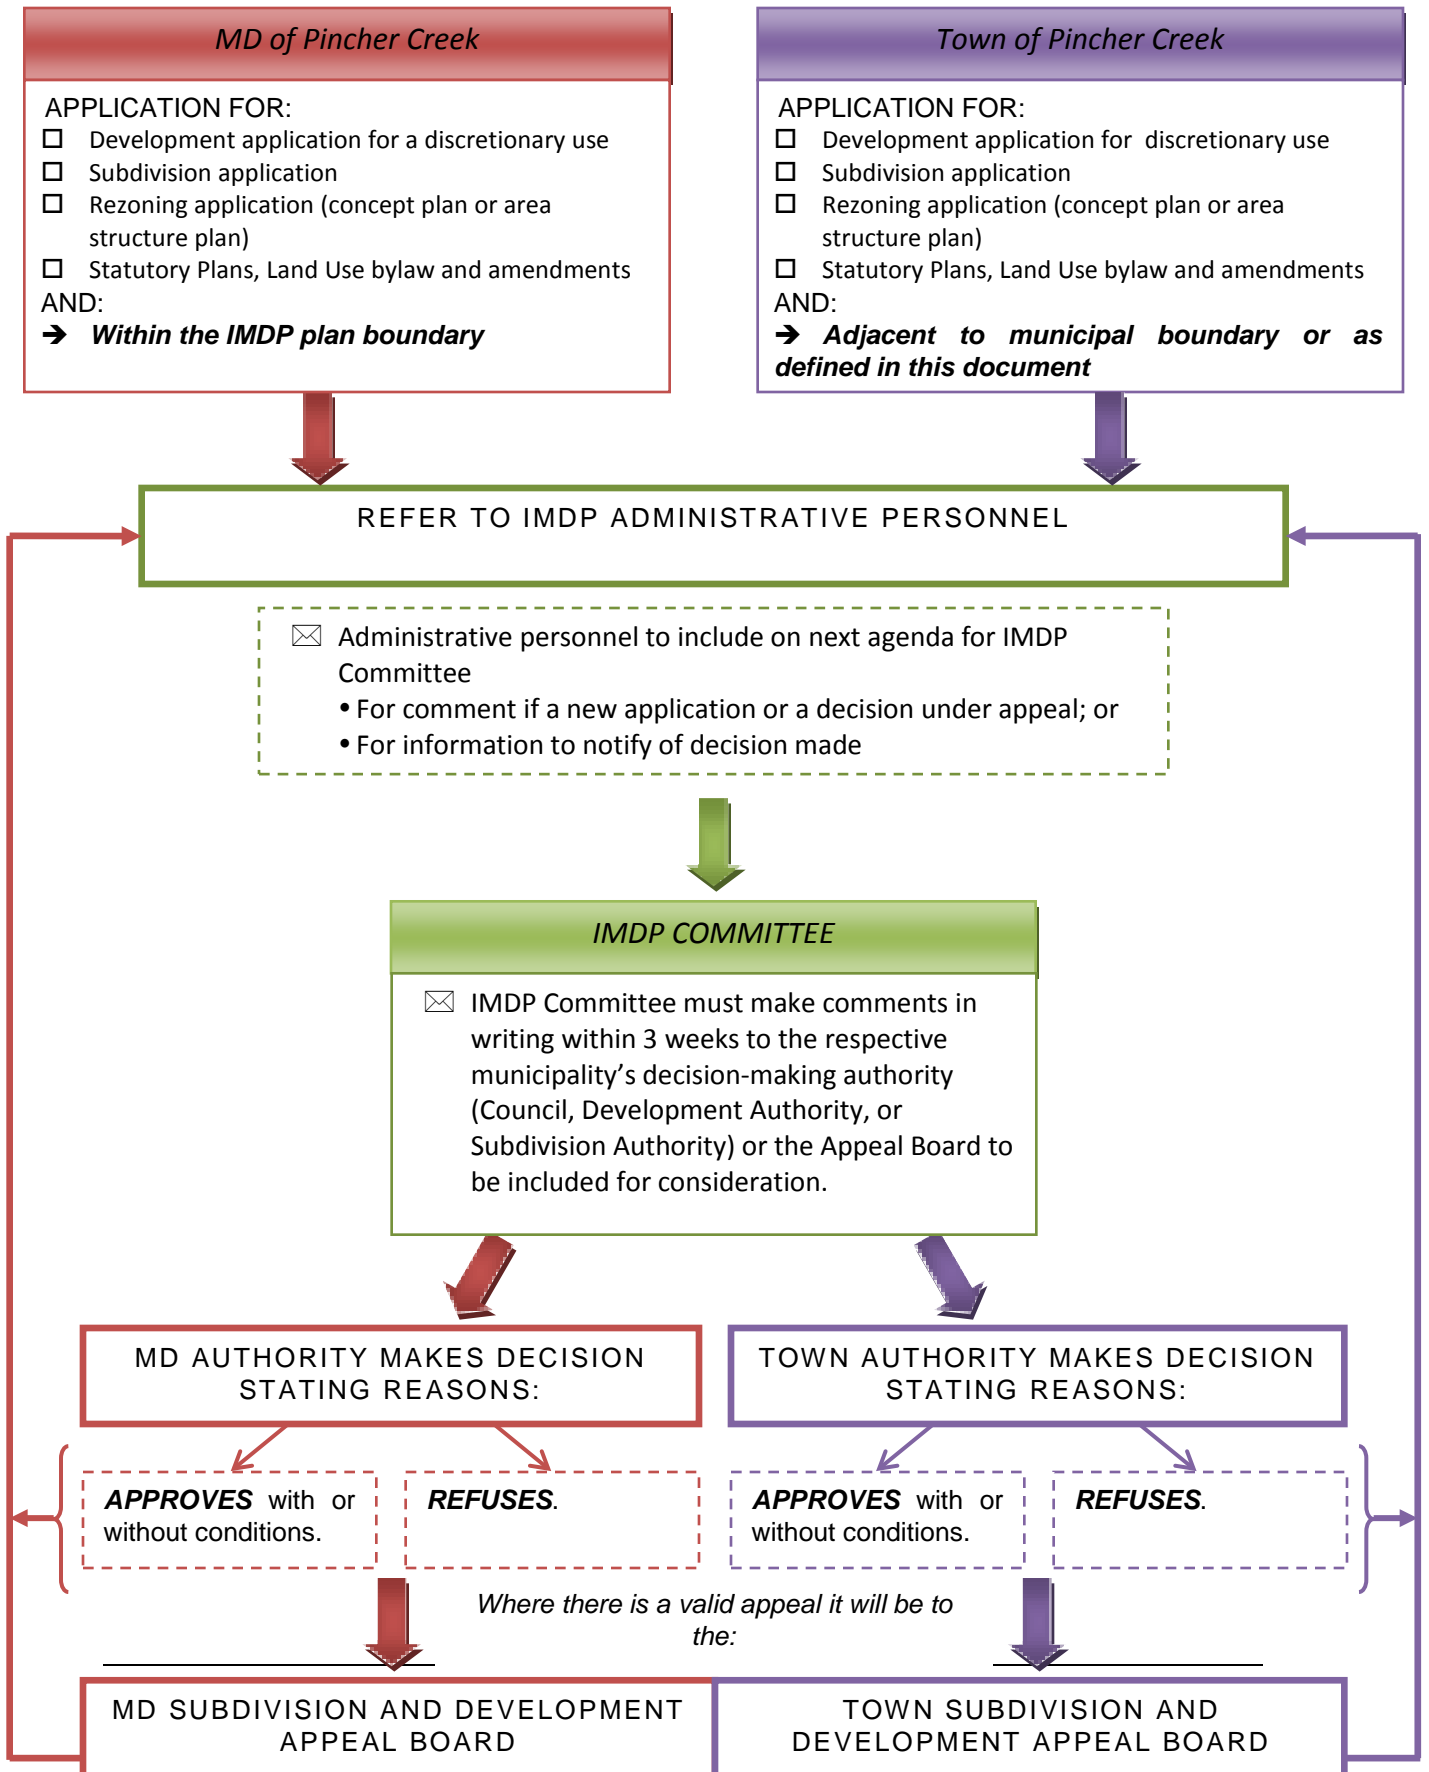 MD of Pincher Creek
APPLICATION FOR:
☐ Development application for a discretionary use
☐ Subdivision application
☐ Rezoning application (concept plan or area
structure plan)
☐ Statutory Plans, Land Use bylaw and amendments
AND:
➔ Within the IMDP plan boundary
Town of Pincher Creek
APPLICATION FOR:
☐ Development application for discretionary use
☐ Subdivision application
☐ Rezoning application (concept plan or area
structure plan)
☐ Statutory Plans, Land Use bylaw and amendments
AND:
➔ Adjacent to municipal boundary or as
defined in this document
REFER TO IMDP ADMINISTRATIVE PERSONNEL
Administrative personnel to include on next agenda for IMDP
Committee
• For comment if a new application or a decision under appeal; or
• For information to notify of decision made
IMDP COMMITTEE
IMDP Committee must make comments in
writing within 3 weeks to the respective
municipality's decision-making authority
(Council, Development Authority, or
Subdivision Authority) or the Appeal Board to
be included for consideration.
MD AUTHORITY MAKES DECISION
STATING REASONS:
APPROVES with or
without conditions.
REFUSES.
TOWN AUTHORITY MAKES DECISION
STATING REASONS:
APPROVES with or
without conditions.
REFUSES.
Where there is a valid appeal it will be to
the:
MD SUBDIVISION AND DEVELOPMENT
APPEAL BOARD
TOWN SUBDIVISION AND
DEVELOPMENT APPEAL BOARD